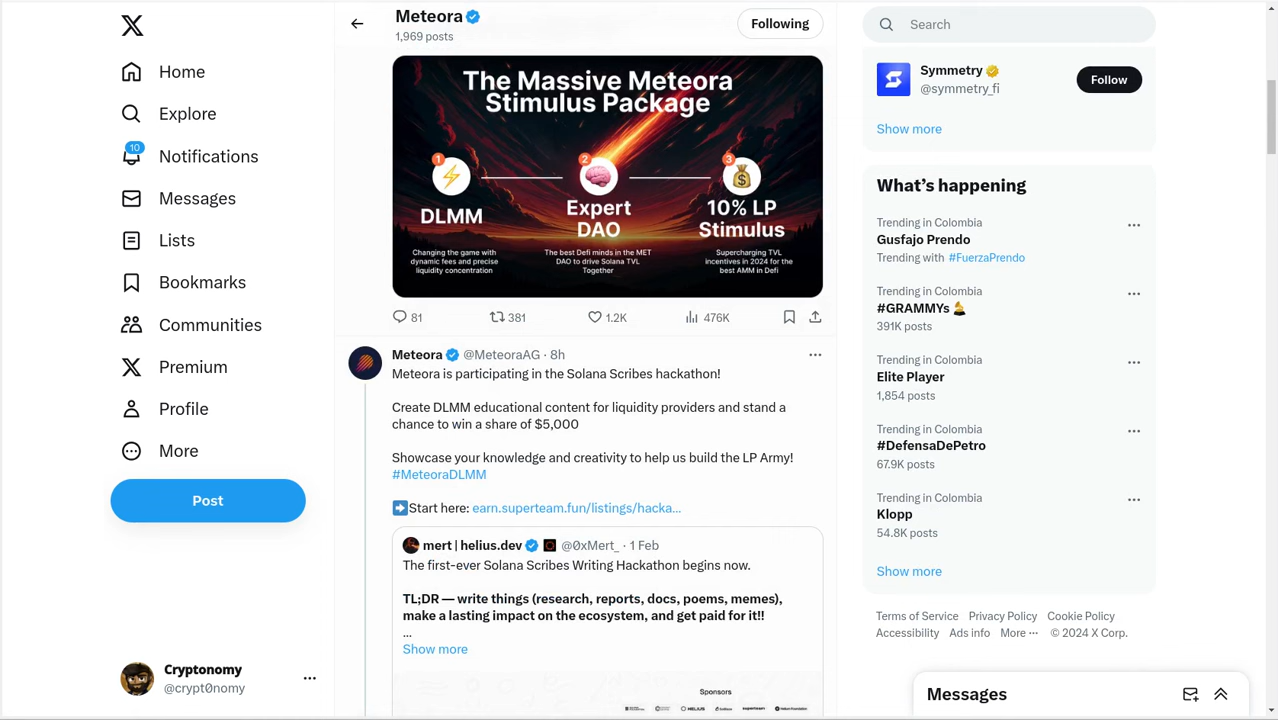 Home
Explore
10
Notifications
Messages
Lists
Bookmarks
Communities
Premium
Profile
More
Post
Cryptonomy
@crypt0nomy
Meteora
1,969 posts
Following
The Massive Meteora
Stimulus Package
1
2
3
DLMM
Changing the game with
dynamic fees and precise
liquidity concentration
Expert
DAO
The best Defi minds in the MET
DAO to drive Solana TVL
Together
10% LP
Stimulus
Supercharging TVL
incentives in 2024 for the
best AMM in Defi
81
381
1.2K
476K
Meteora @MeteoraAG · 8h
Meteora is participating in the Solana Scribes hackathon!
Create DLMM educational content for liquidity providers and stand a
chance to win a share of $5,000
Showcase your knowledge and creativity to help us build the LP Army!
#MeteoraDLMM
➡️Start here: earn.superteam.fun/listings/hacka...
mert | helius.dev @0xMert_ · 1 Feb
The first-ever Solana Scribes Writing Hackathon begins now.
TL;DR — write things (research, reports, docs, poems, memes),
make a lasting impact on the ecosystem, and get paid for it!!
...
Show more
Sponsors
HELIUS
superteam
Search
Symmetry
@symmetry_fi
Follow
Show more
What's happening
Trending in Colombia
Gusfajo Prendo
Trending with #FuerzaPrendo
Trending in Colombia
#GRAMMYs
391K posts
Trending in Colombia
Elite Player
1,854 posts
Trending in Colombia
#DefensaDePetro
67.9K posts
Trending in Colombia
Klopp
54.8K posts
Show more
Terms of Service Privacy Policy Cookie Policy
Accessibility Ads info More ··· © 2024 X Corp.
Messages